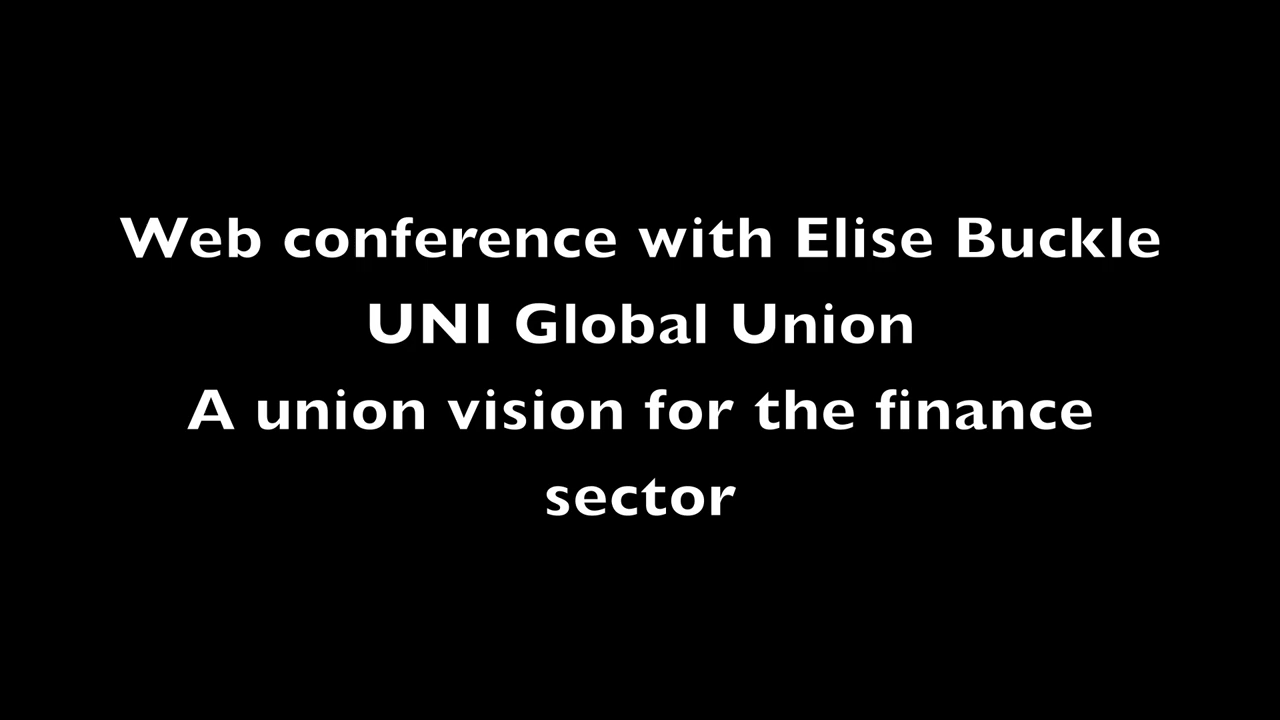 Web conference with Elise Buckle
UNI Global Union
A union vision for the finance
sector